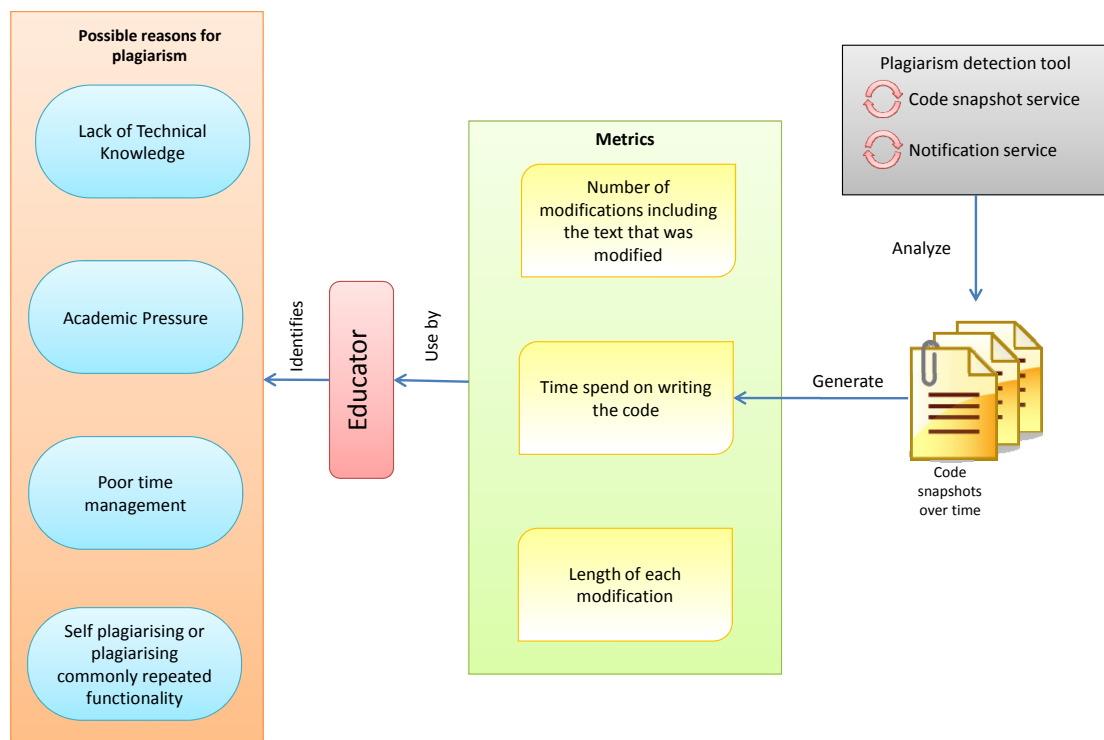 Possible reasons for
plagiarism
Lack of Technical
Knowledge
Academic Pressure
Poor time
management
Self plagiarising or
plagiarising
commonly repeated
functionality
Identifies
Educator
Use by
Metrics
Number of
modifications including
the text that was
modified
Time spend on writing
the code
Length of each
modification
Generate
Plagiarism detection tool
Code snapshot service
Notification service
Analyze
Code
snapshots
over time